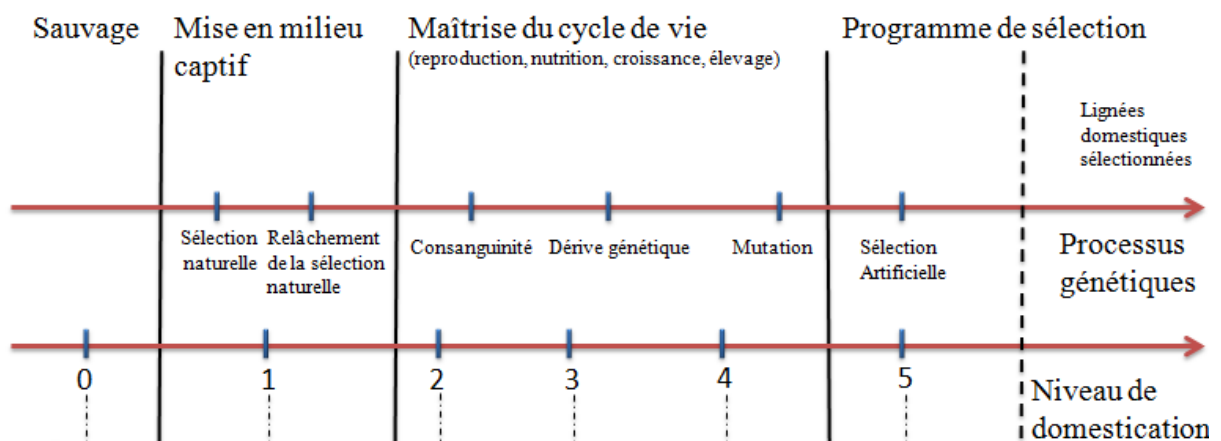 Sauvage
Mise en milieu
captif
Maîtrise du cycle de vie
(reproduction, nutrition, croissance, élevage)
Programme de sélection
Lignées
domestiques
sélectionnées
Sélection
naturelle
Relâchement
de la sélection
naturelle
Consanguinité
Dérive génétique
Mutation
Sélection
Artificielle
Processus
génétiques
0
1
2
3
4
5
Niveau de
domestication